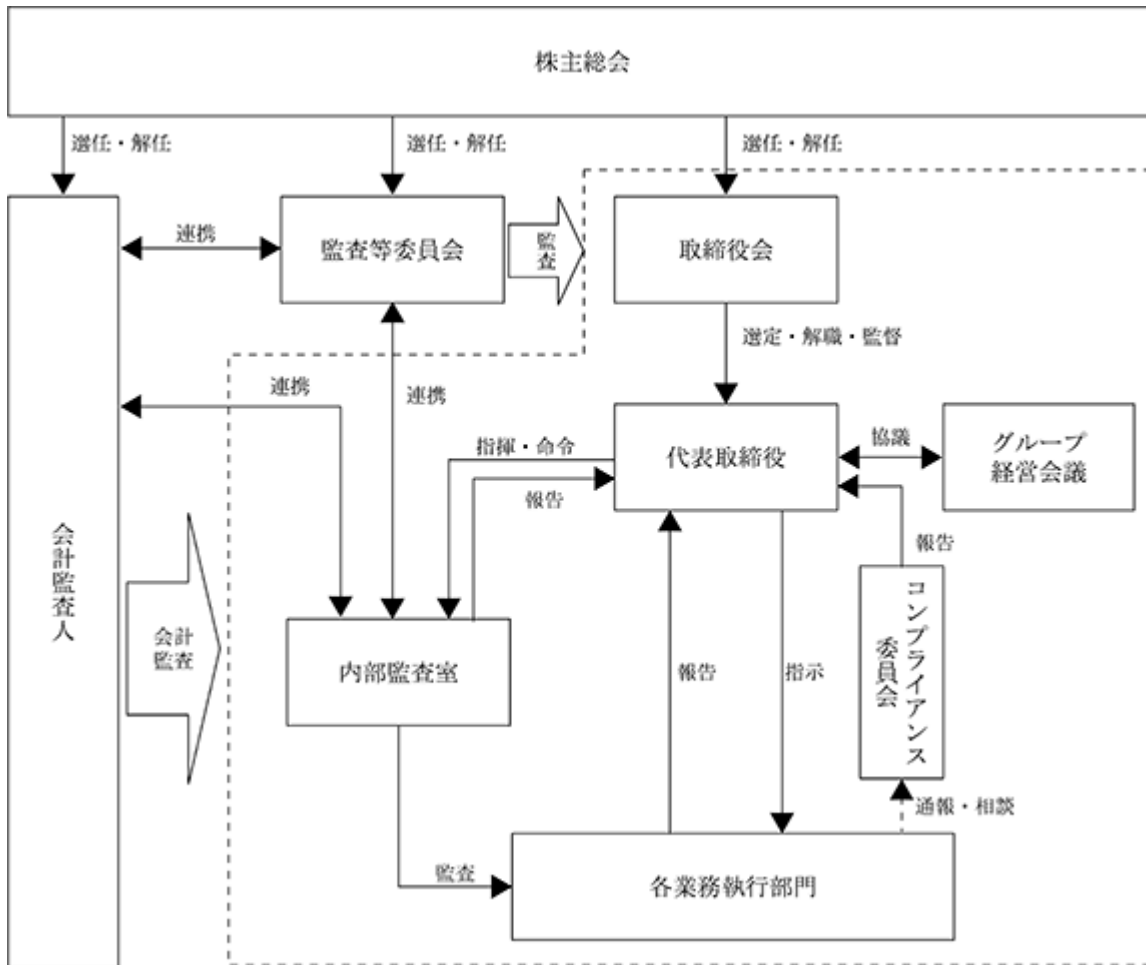 株主総会
選任・解任
選任・解任
選任・解任
連携
監査等委員会
監査
取締役会
選定・解職・監督
連携
連携
指揮・命令
報告
代表取締役
協議
グループ
経営会議
報告
会計監査人
会計
監査
内部監査室
報告
指示
コンプライアンス
委員会
通報・相談
監査
各業務執行部門